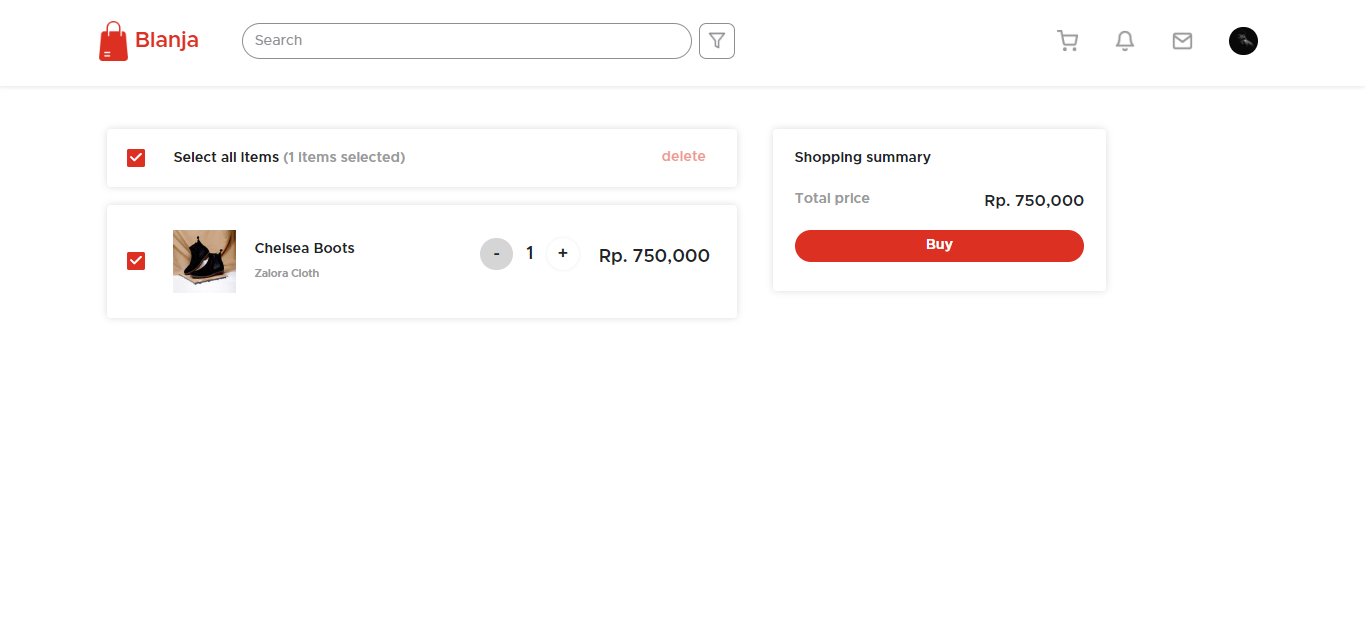 Blanja
Search
Select all items (1 items selected)
delete
Chelsea Boots
Zalora Cloth
- 1 +
Rp. 750,000
Shopping summary
Total price
Rp. 750,000
Buy